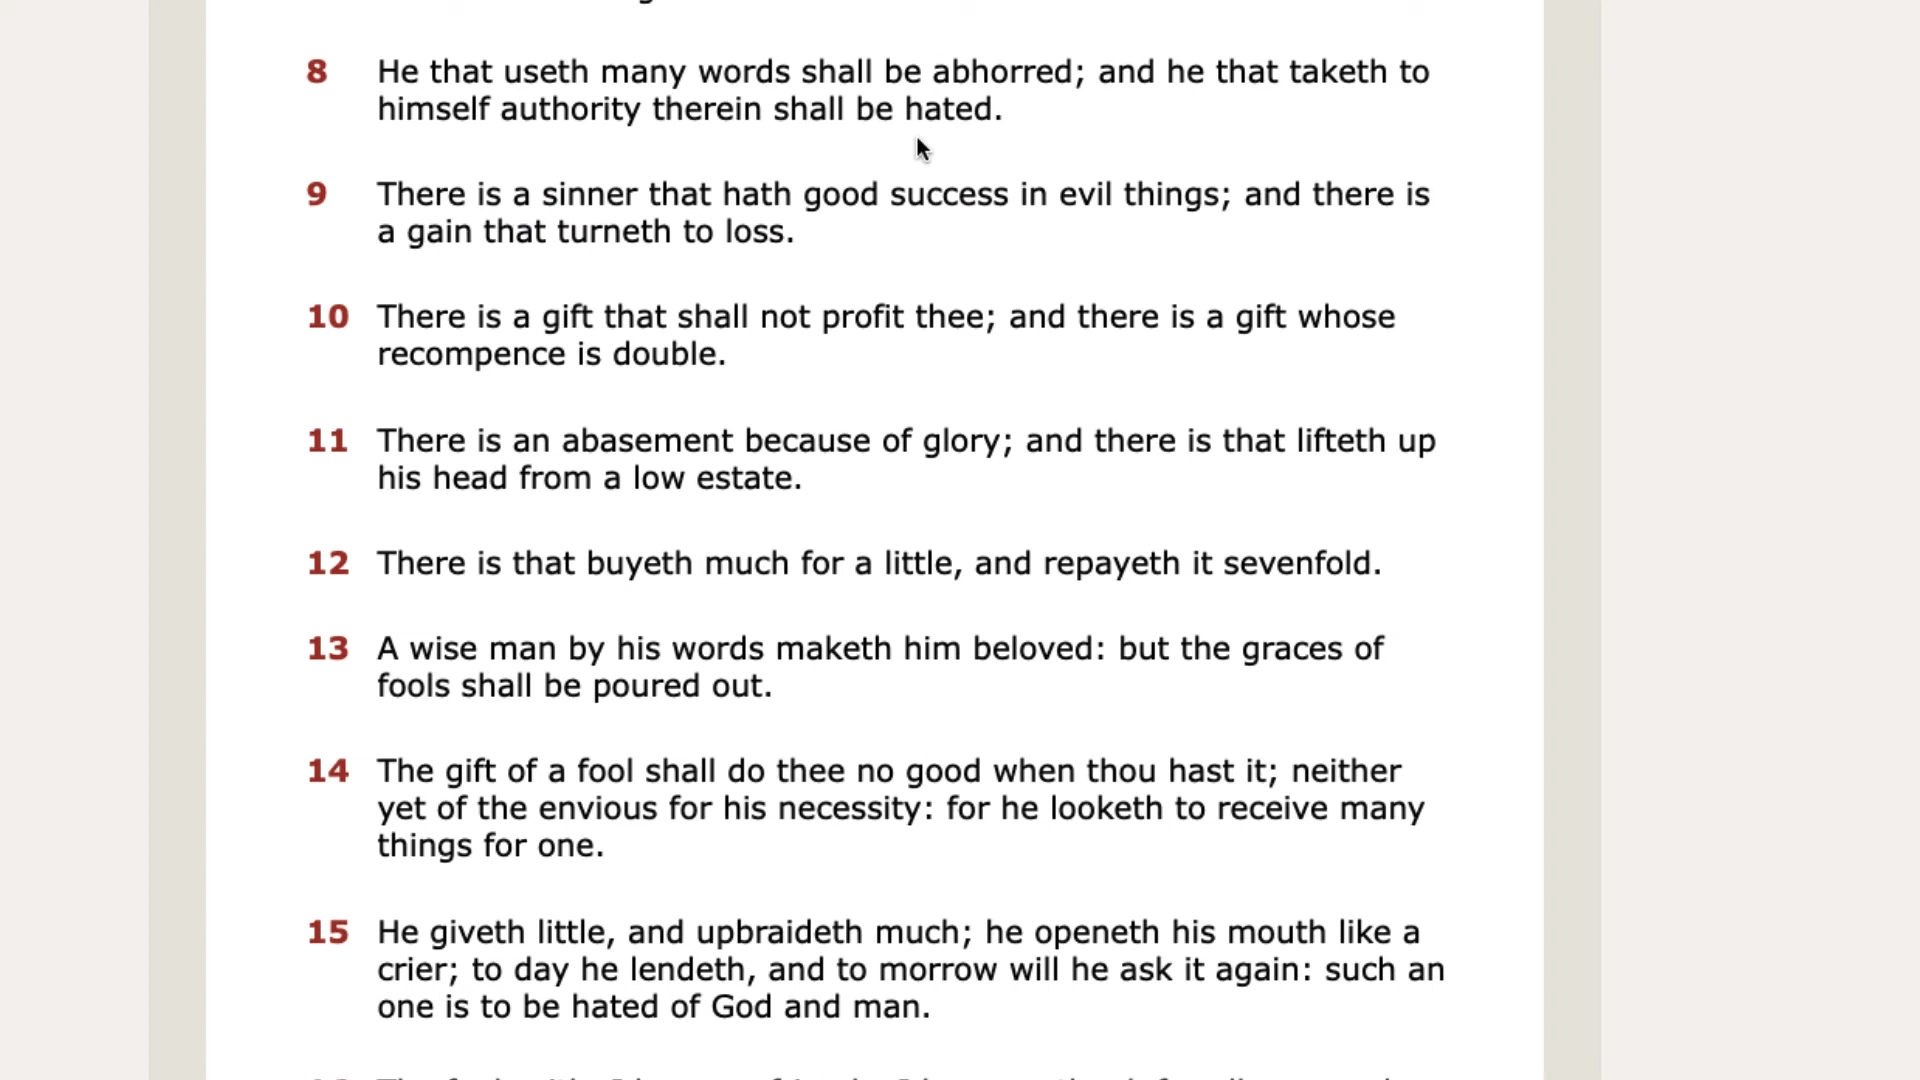 8 He that useth many words shall be abhorred; and he that taketh to
himself authority therein shall be hated.
9 There is a sinner that hath good success in evil things; and there is
a gain that turneth to loss.
10 There is a gift that shall not profit thee; and there is a gift whose
recompence is double.
11 There is an abasement because of glory; and there is that lifteth up
his head from a low estate.
12 There is that buyeth much for a little, and repayeth it sevenfold.
13 A wise man by his words maketh him beloved: but the graces of
fools shall be poured out.
14 The gift of a fool shall do thee no good when thou hast it; neither
yet of the envious for his necessity: for he looketh to receive many
things for one.
15 He giveth little, and upbraideth much; he openeth his mouth like a
crier; to day he lendeth, and to morrow will he ask it again: such an
one is to be hated of God and man.